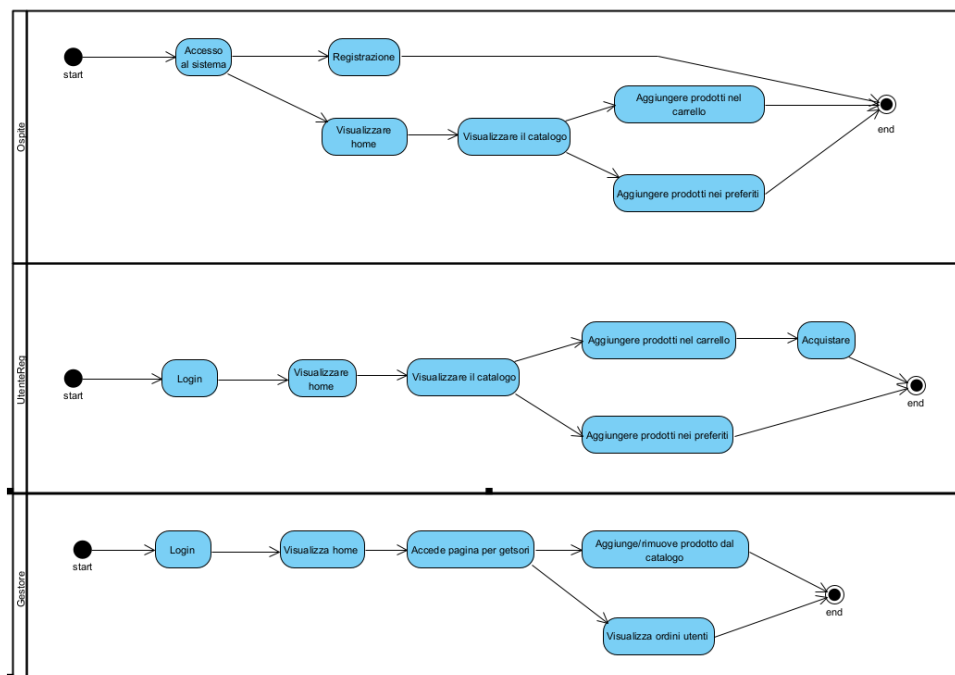 Ospite
start
Accesso
al sistema
Registrazione
Visualizzare
home
Visualizzare il catalogo
Aggiungere prodotti nel
carrello
Aggiungere prodotti nei preferiti
end
UtenteReg
start
Login
Visualizzare
home
Visualizzare il catalogo
Aggiungere prodotti nel carrello
Acquistare
Aggiungere prodotti nei preferiti
end
Gestore
start
Login
Visualizza home
Accede pagina per getsori
Aggiunge/rimuove prodotto dal
catalogo
Visualizza ordini utenti
end